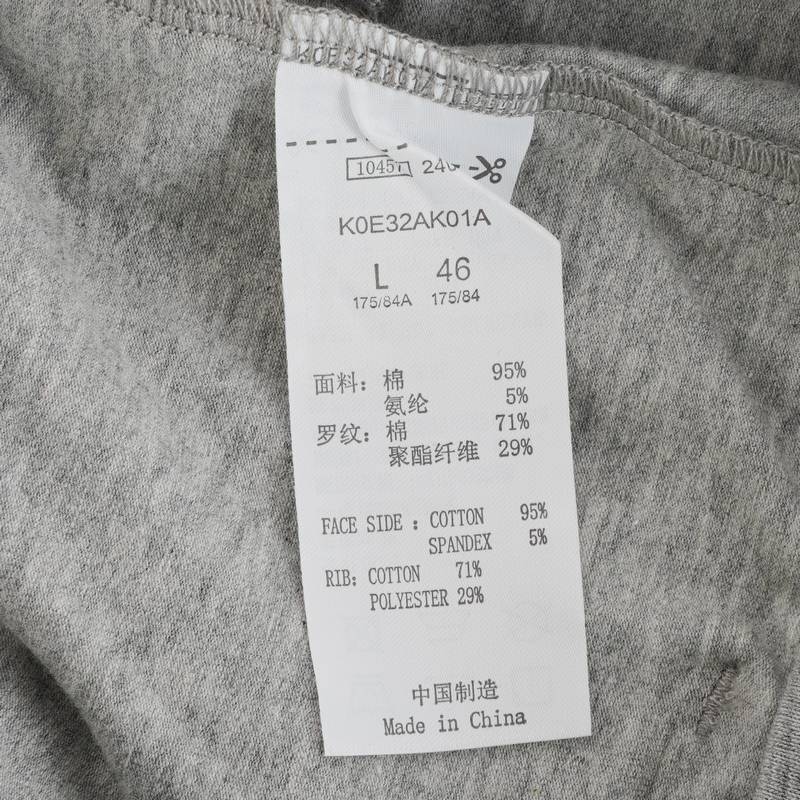 K0E32AK01A
10457
K0E32AK01A
L 46
175/84A 175/84
面料：棉 95%
氨纶 5%
罗纹：棉 71%
聚酯纤维 29%
FACE SIDE : COTTON 95%
SPANDEX 5%
RIB: COTTON 71%
POLYESTER 29%
中国制造
Made in China